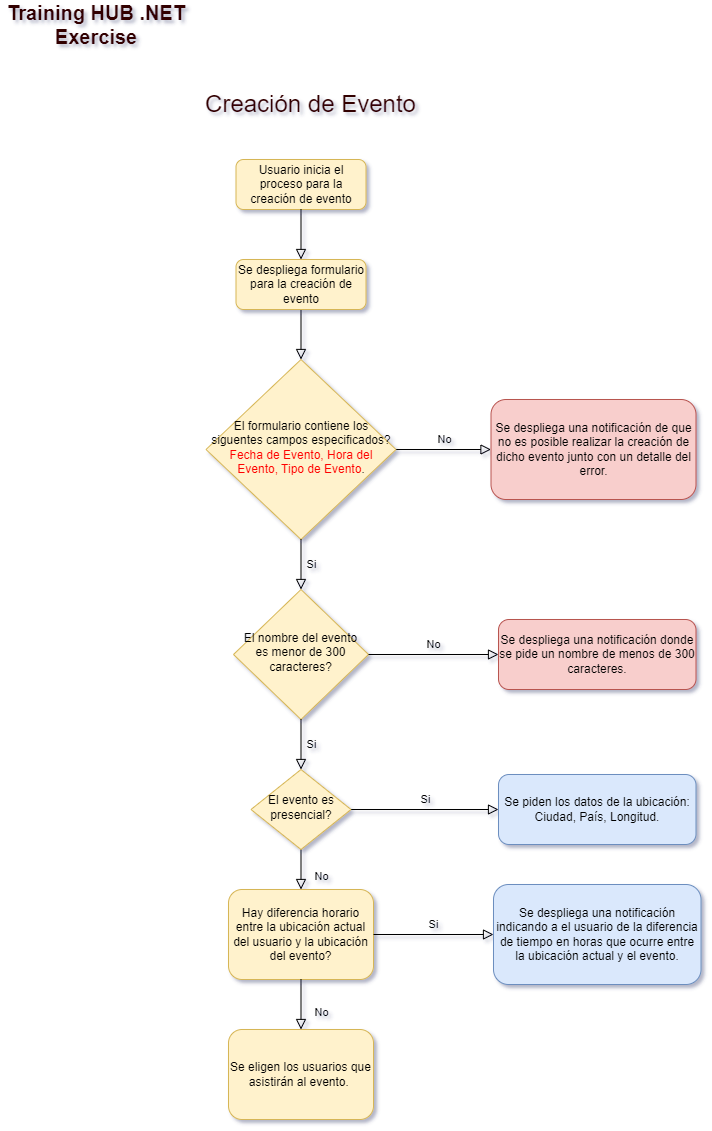 Training HUB .NET
Exercise
Creación de Evento
Usuario inicia el
proceso para la
creación de evento
Se despliega formulario
para la creación de
evento
El formulario contiene los
siguentes campos especificados?
Fecha de Evento, Hora del
Evento, Tipo de Evento.
No
Se despliega una notificación de que
no es posible realizar la creación de
dicho evento junto con un detalle del
error.
Si
El nombre del evento
es menor de 300
caracteres?
No
Se despliega una notificación donde
se pide un nombre de menos de 300
caracteres.
Si
El evento es
presencial?
Si
Se piden los datos de la ubicación:
Ciudad, País, Longitud.
No
Hay diferencia horario
entre la ubicación actual
del usuario y la ubicación
del evento?
Si
Se despliega una notificación
indicando a el usuario de la diferencia
de tiempo en horas que ocurre entre
la ubicación actual y el evento.
No
Se eligen los usuarios que
asistirán al evento.